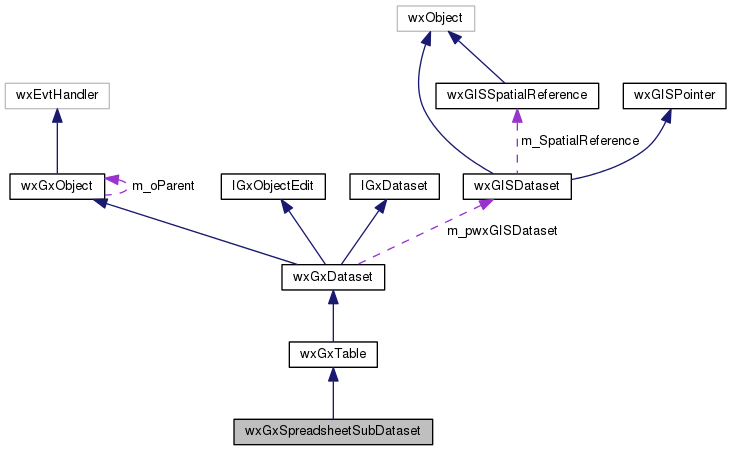 wxObject
wxEvtHandler
wxGISSpatialReference
wxGISPointer
m_SpatialReference
wxGxObject
m_oParent
IGxObjectEdit
IGxDataset
wxGISDataset
m_pwxGISDataset
wxGxDataset
wxGxTable
wxGxSpreadsheetSubDataset